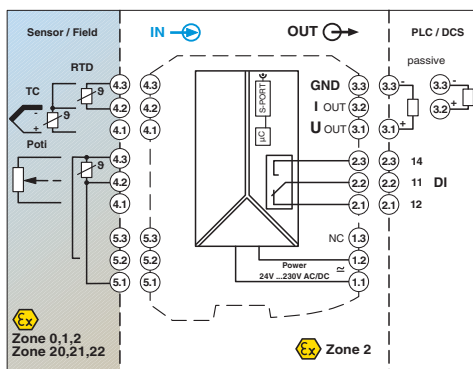 Sensor / Field
IN
OUT
PLC / DCS
RTD
passive
TC
ϑ
-
+
ϑ
4.3 4.3
4.2 4.2
4.1 4.1
S-PORT
µC
GND 3.3 3.3 - 3.3 -
I OUT 3.2 3.2 3.2 +
U OUT 3.1 3.1 +
Poti
ϑ
4.3 4.3
4.2 4.2
4.1 4.1
2.3 2.3 14
2.2 2.2 11 DI
2.1 2.1 12
5.3 5.3
5.2 5.2
5.1 5.1
NC 1.3
Power ≃ 1.2
24V ...230V AC/DC 1.1
Ex
Zone 0,1,2
Zone 20,21,22
Ex Zone 2